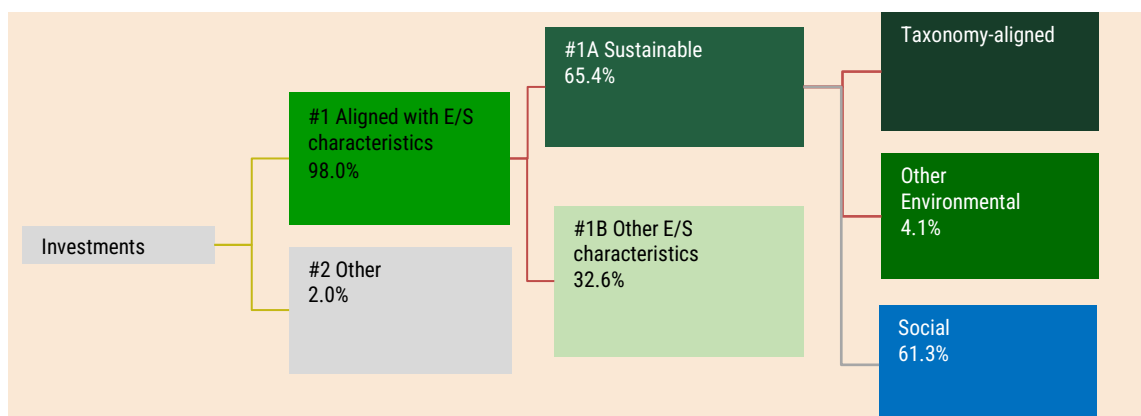 Investments
#1 Aligned with E/S
characteristics
98.0%
#2 Other
2.0%
#1A Sustainable
65.4%
#1B Other E/S
characteristics
32.6%
Taxonomy-aligned
Other
Environmental
4.1%
Social
61.3%